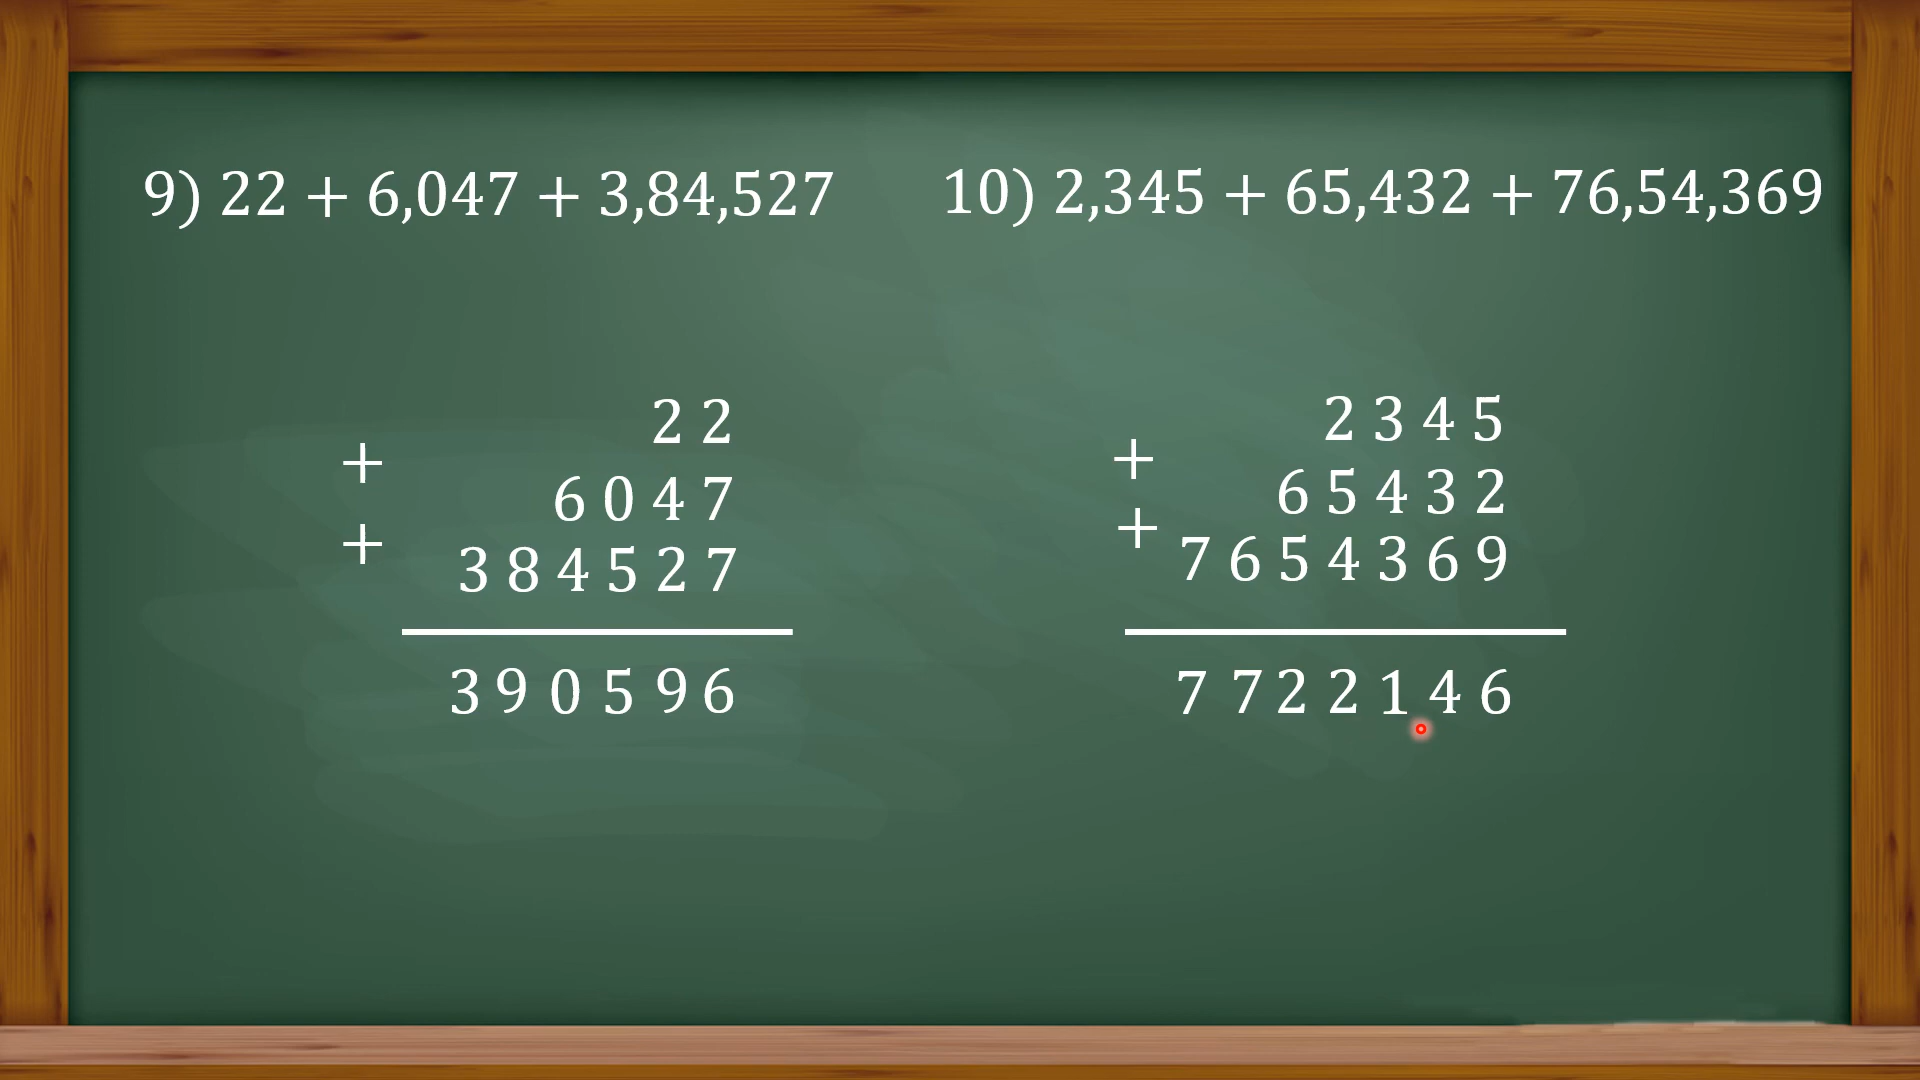 9) 22 + 6,047 + 3,84,527
2 2
+
6 0 4 7
+
3 8 4 5 2 7
3 9 0 5 9 6
10) 2,345 + 65,432 + 76,54,369
2 3 4 5
+
6 5 4 3 2
+
7 6 5 4 3 6 9
7 7 2 2 1 4 6